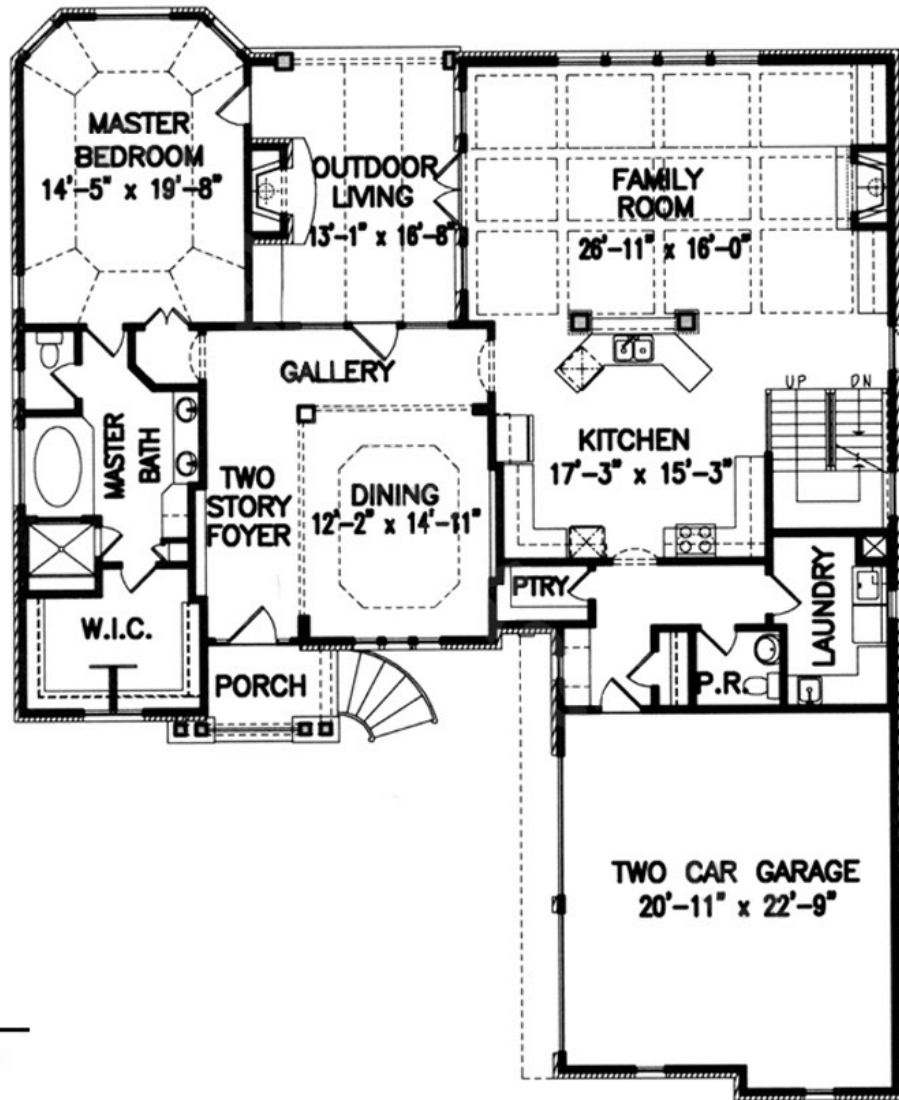 MASTER
BEDROOM
14'-5" x 19'-8"
OUTDOOR
LIVING
13'-1" x 16'-8"
FAMILY
ROOM
26'-11" x 16'-0"
GALLERY
UP
DN
MASTER
BATH
KITCHEN
17'-3" x 15'-3"
TWO
STORY
FOYER
DINING
12'-2" x 14'-11"
PTRY
LAUNDRY
W.I.C.
PORCH
P.R.
TWO CAR GARAGE
20'-11" x 22'-9"